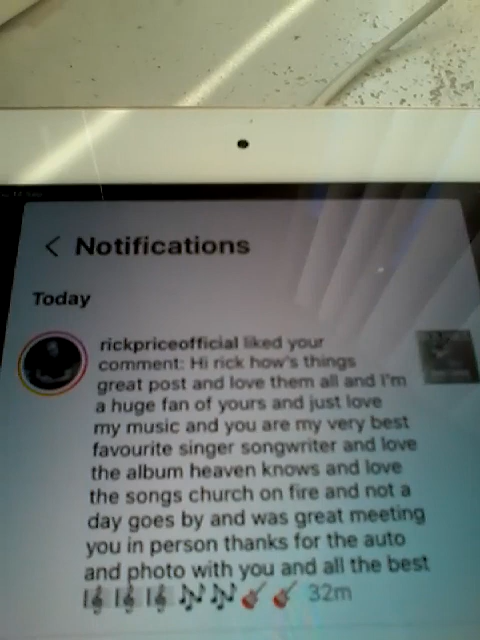 Notifications
Today
rickpriceofficial liked your
comment: Hi rick how's things
great post and love them all and I'm
a huge fan of yours and just love
my music and you are my very best
favourite singer songwriter and love
the album heaven knows and love
the songs church on fire and not a
day goes by and was great meeting
you in person thanks for the auto
and photo with you and all the best
32m